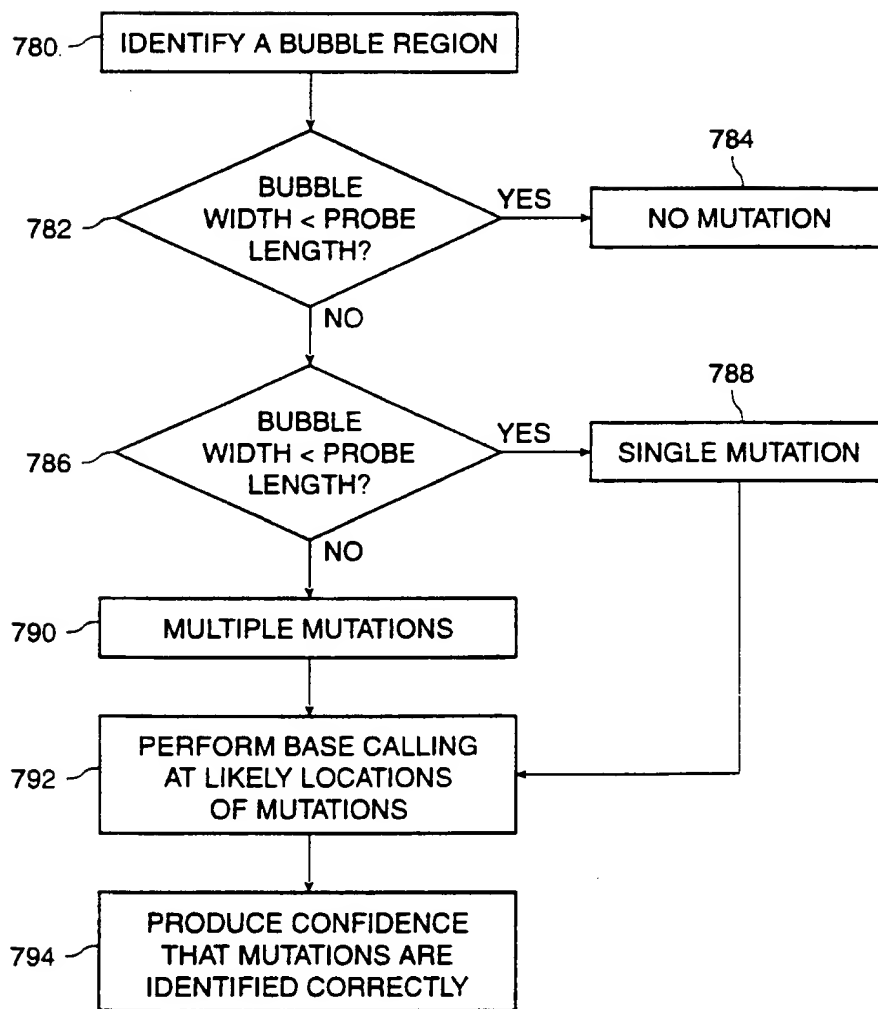 780. IDENTIFY A BUBBLE REGION
782 BUBBLE
WIDTH < PROBE
LENGTH?
YES
784
NO MUTATION
NO
786 BUBBLE
WIDTH < PROBE
LENGTH?
YES
788
SINGLE MUTATION
NO
790 MULTIPLE MUTATIONS
792 PERFORM BASE CALLING
AT LIKELY LOCATIONS
OF MUTATIONS
794 PRODUCE CONFIDENCE
THAT MUTATIONS ARE
IDENTIFIED CORRECTLY